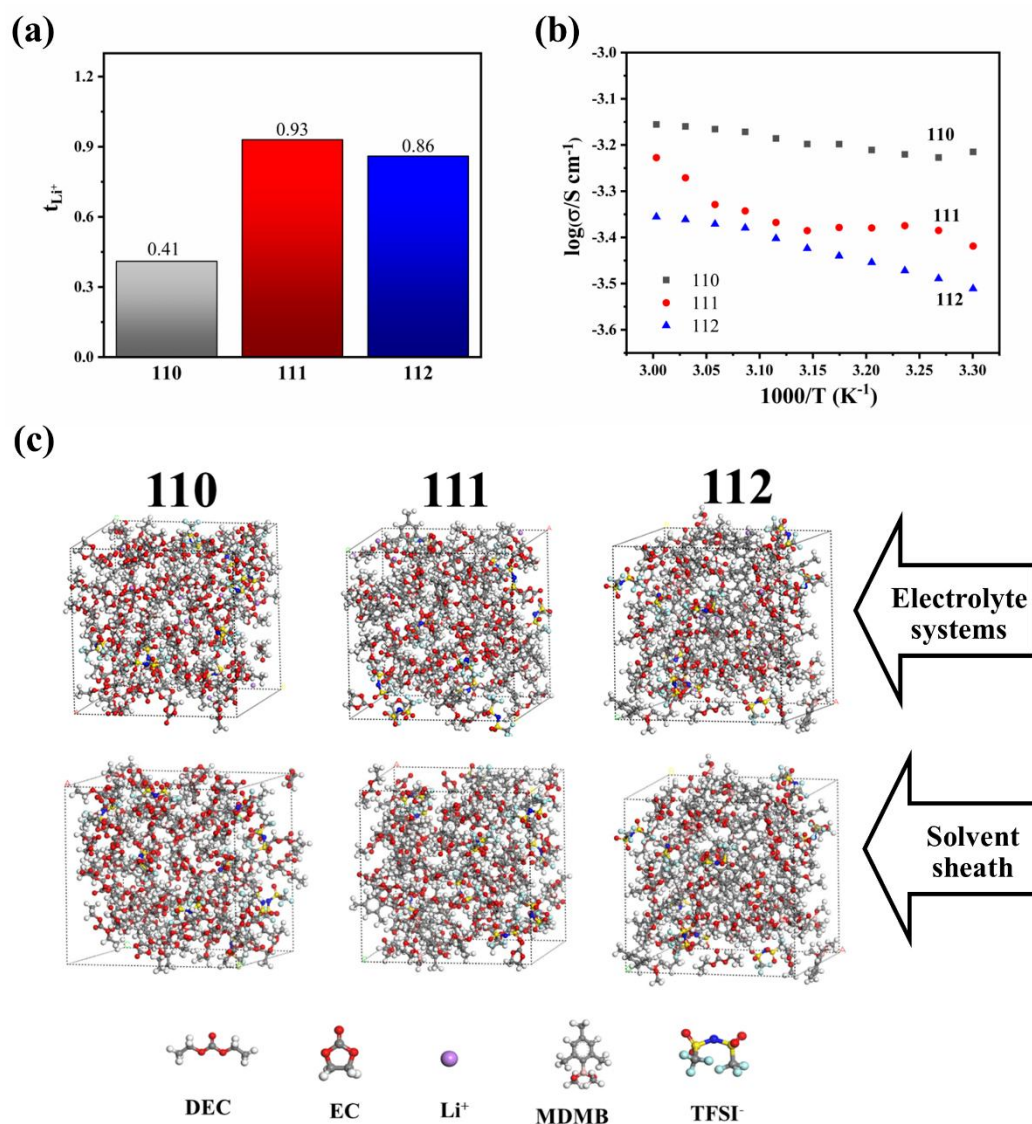 (a)
t_Li⁺
1.2
0.9
0.6
0.3
0.0
0.41
0.93
0.86
110
111
112
(b)
log(σ/S cm⁻¹)
-3.0
-3.1
-3.2
-3.3
-3.4
-3.5
-3.6
110
111
112
110
111
112
3.00
3.05
3.10
3.15
3.20
3.25
3.30
1000/T (K⁻¹)
(c)
110
111
112
Electrolyte
systems
Solvent
sheath
DEC
EC
Li⁺
MDMB
TFSI⁻